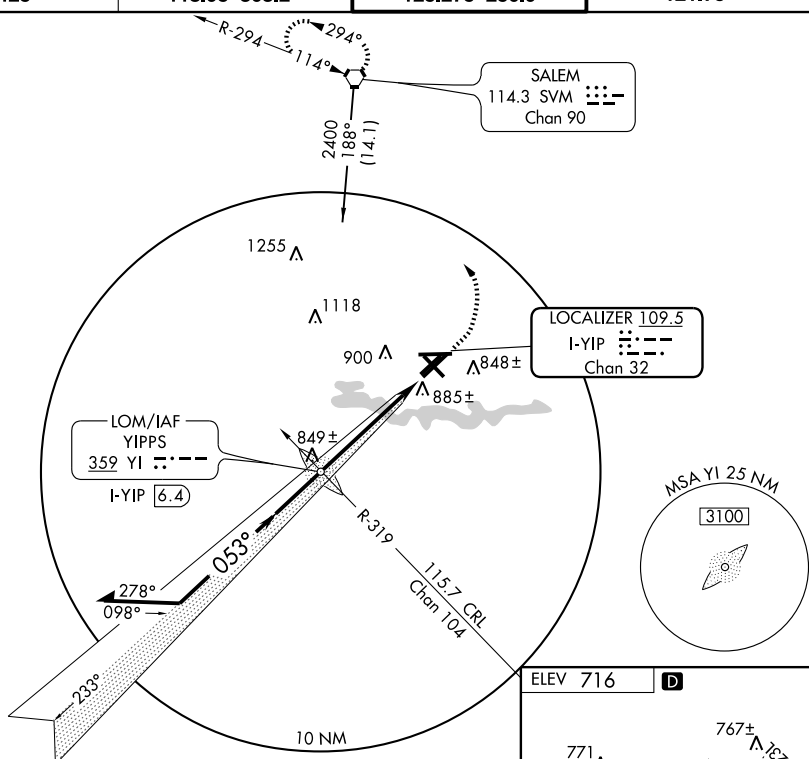 R-294
294°
114°
SALEM
114.3 SVM
Chan 90
2400
188°
(14.1)
1255
1118
900
848±
885±
LOCALIZER 109.5
I-YIP
Chan 32
LOM/IAF
YIPPS
359 YI
I-YIP 6.4
849±
MSA YI 25 NM
3100
053°
R-319
115.7 CRL
Chan 104
278°
098°
233°
10 NM
ELEV 716 D
767±
771